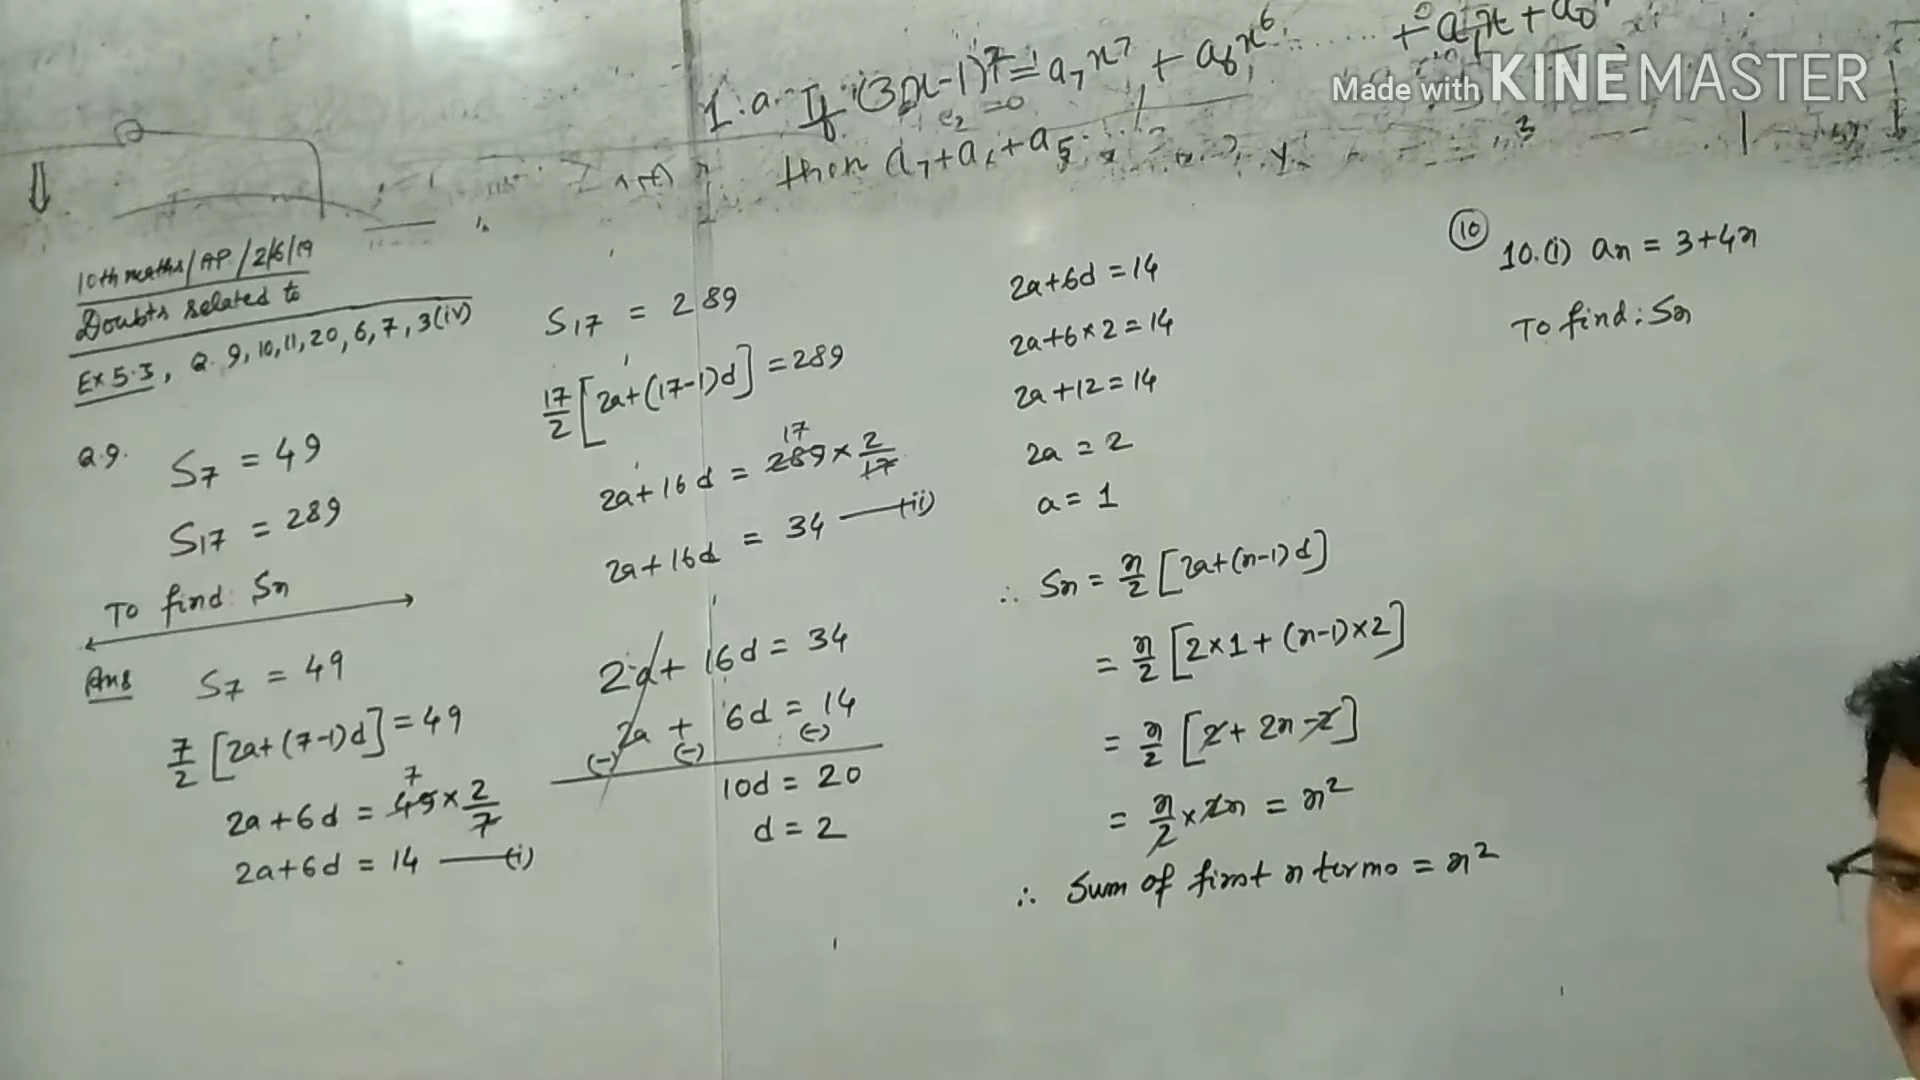 1.a. If (3x-1)⁷ = a₇x⁷ + a₆x⁶ ........ + a₁x + a₀
then a₇+a₆+a₅
Made with KINEMASTER
10th maths/AP/2/6/19
Doubts related to
Ex 5.3, Q. 9, 10, 11, 20, 6, 7, 3(iv)
Q.9. S₇ = 49
S₁₇ = 289
To find: Sn
Ans S₇ = 49
7/2 [2a+(7-1)d] = 49
7
2a+6d = 49 × 2/7
2a+6d = 14 —(i)
S₁₇ = 289
17/2 [2a+(17-1)d] = 289
17
2a+16d = 289 × 2/17
2a+16d = 34 —(ii)
2a + 16d = 34
2a + 6d = 14
(-) (-) (-)
10d = 20
d = 2
2a+6d = 14
2a+6×2 = 14
2a+12 = 14
2a = 2
a = 1
∴ Sn = n/2 [2a+(n-1)d]
= n/2 [2×1+(n-1)×2]
= n/2 [2+2n-2]
= n/2 × 2n = n²
∴ Sum of first n terms = n²
10 10.(i) an = 3+4n
To find: Sn